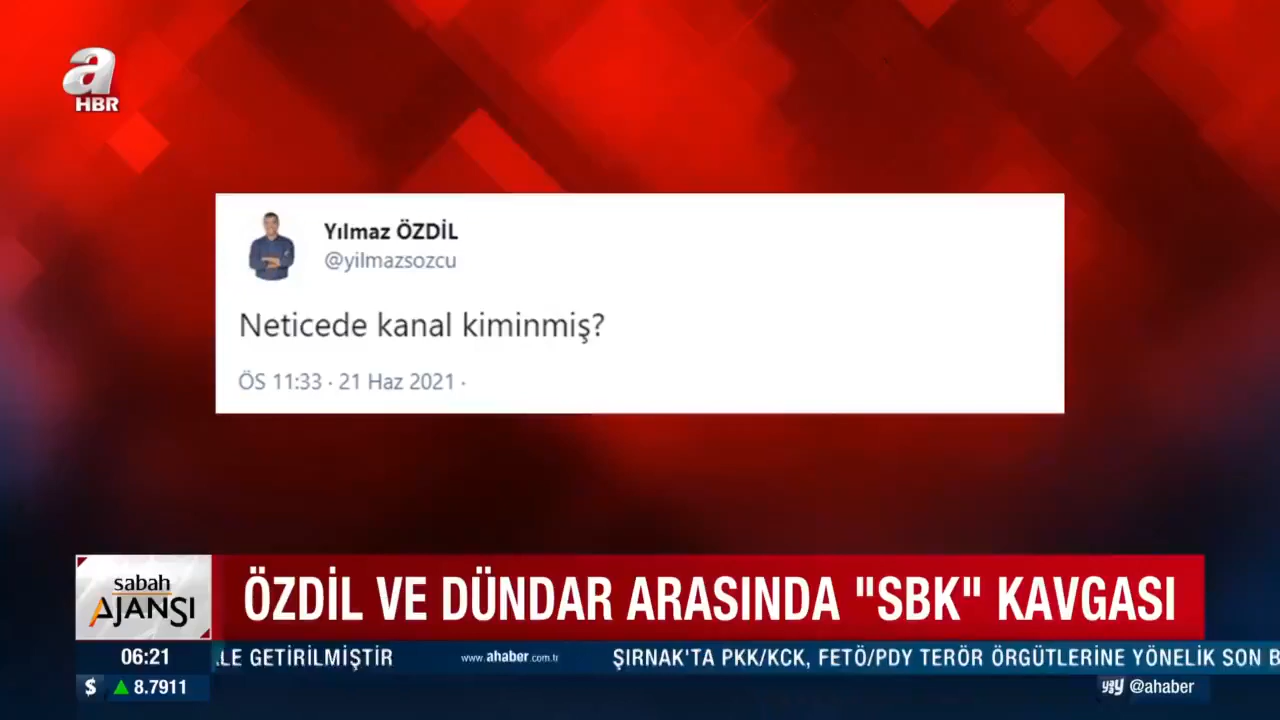 a
HBR
Yılmaz ÖZDİL
@yilmazsozcu
Neticede kanal kiminmiş?
ÖS 11:33 · 21 Haz 2021 ·
sabah
AJANSI
ÖZDİL VE DÜNDAR ARASINDA "SBK" KAVGASI
06:21
LE GETİRİLMİŞTİR
www.ahaber.com.tr
ŞIRNAK'TA PKK/KCK, FETÖ/PDY TERÖR ÖRGÜTLERİNE YÖNELİK SON B
$ ▲ 8.7911
@ahaber